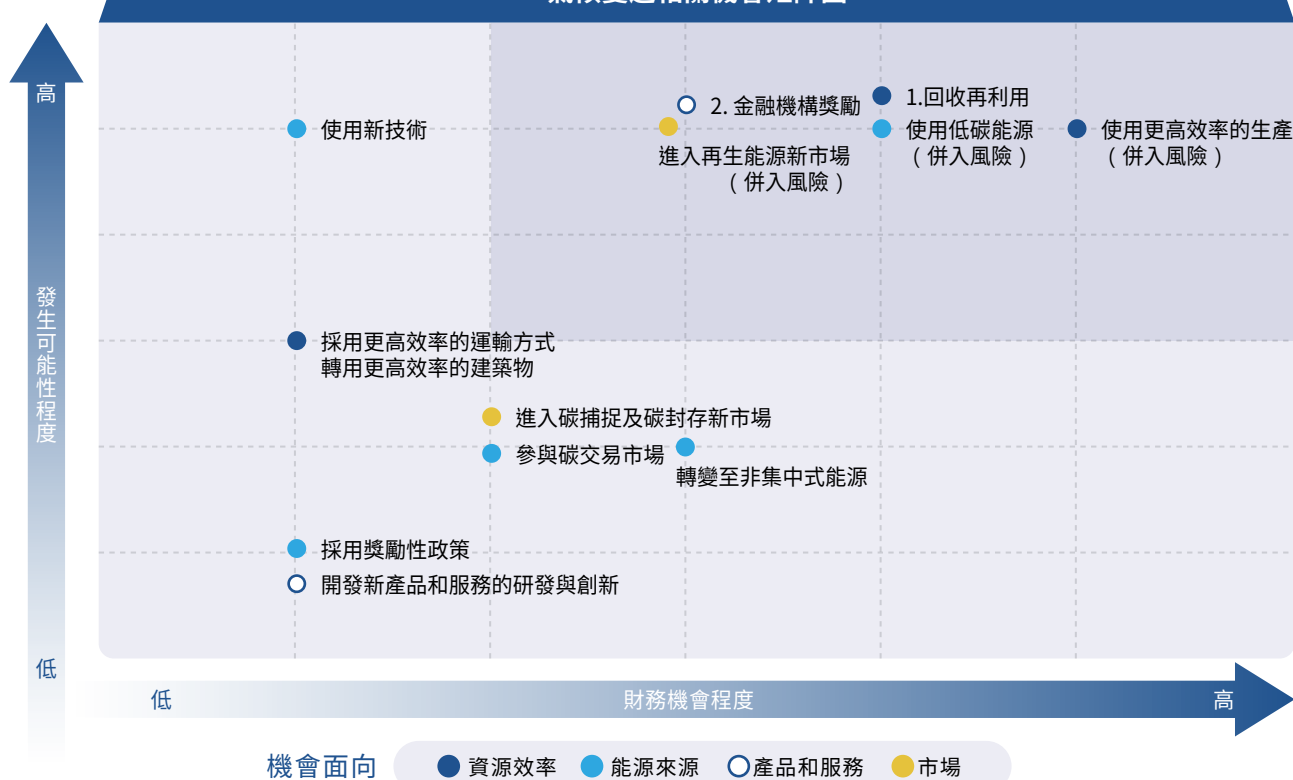 高
發生可能性程度
低
2. 金融機構獎勵
1.回收再利用
使用新技術
使用低碳能源
(併入風險)
使用更高效率的生產
(併入風險)
進入再生能源新市場
(併入風險)
採用更高效率的運輸方式
轉用更高效率的建築物
進入碳捕捉及碳封存新市場
參與碳交易市場
轉變至非集中式能源
採用獎勵性政策
開發新產品和服務的研發與創新
低
財務機會程度
高
機會面向
資源效率
能源來源
產品和服務
市場